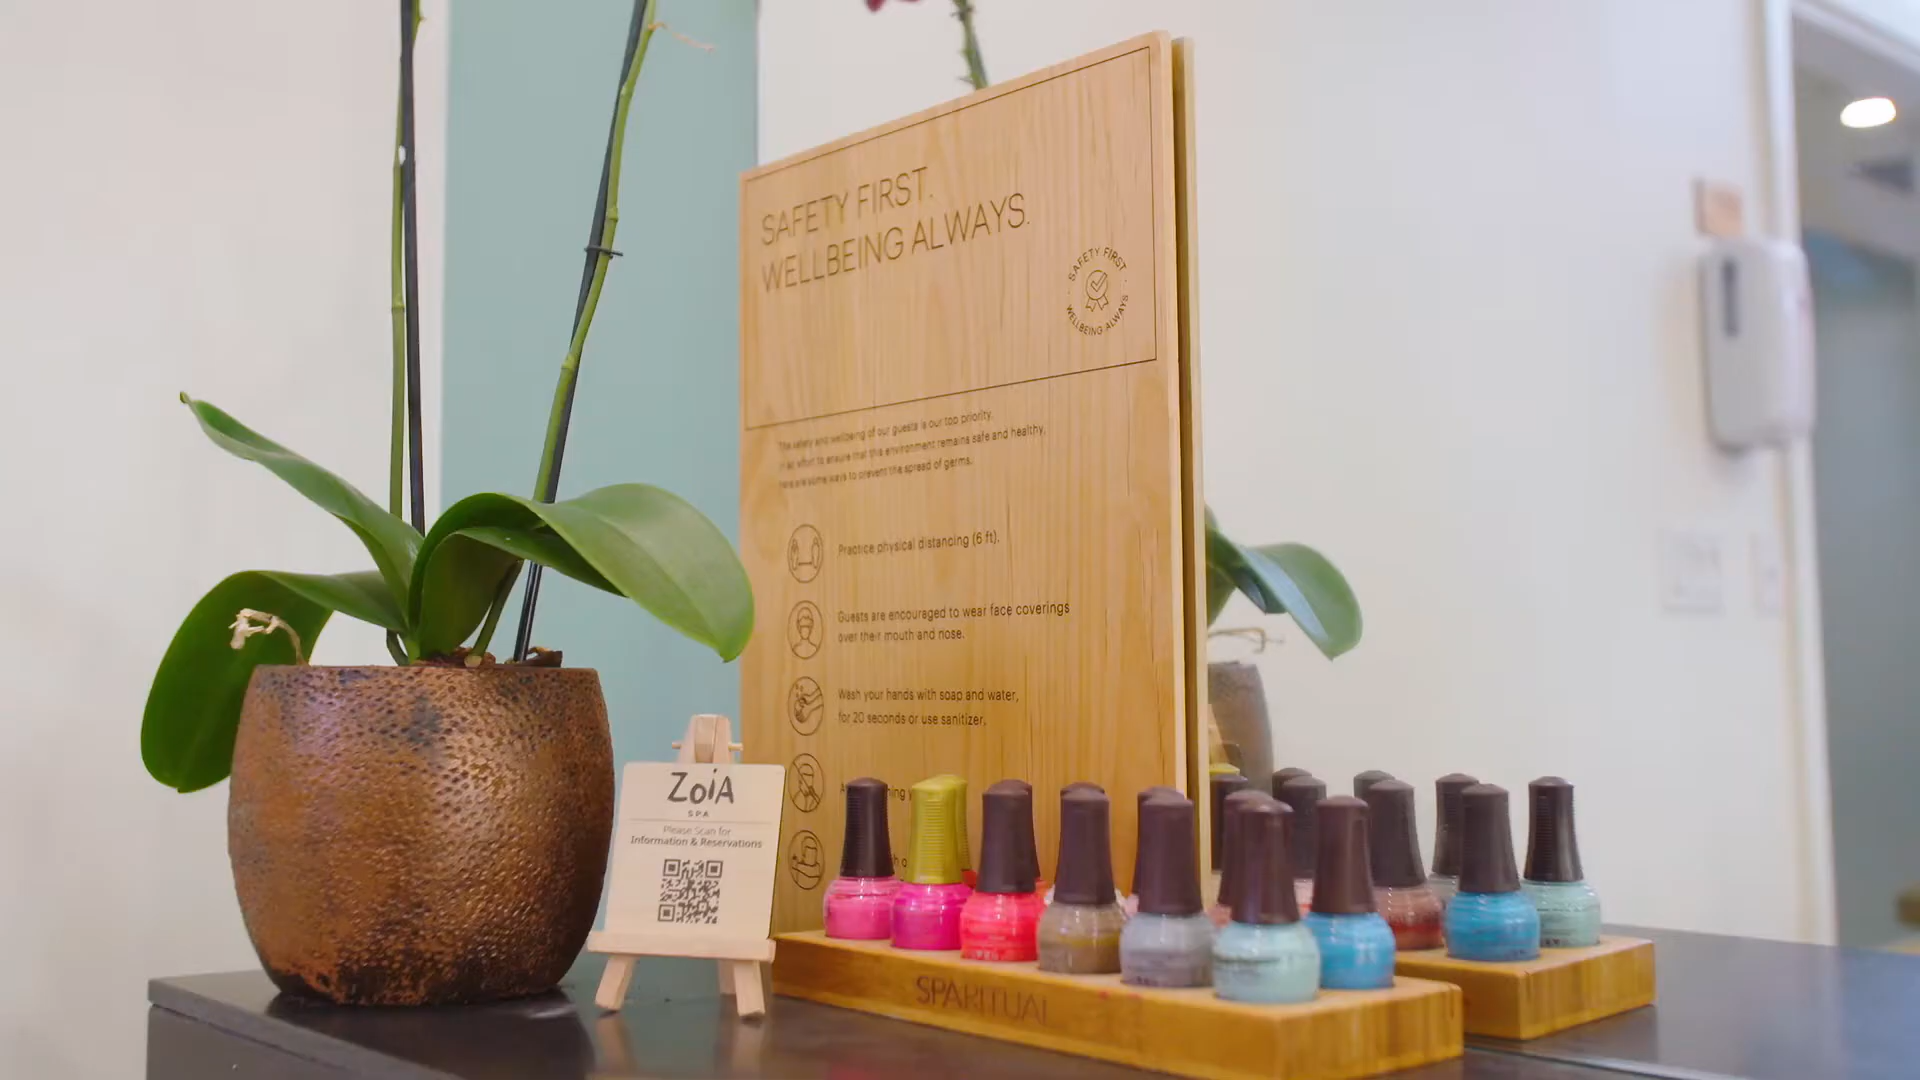 SAFETY FIRST.
WELLBEING ALWAYS.
SAFETY FIRST
WELLBEING ALWAYS
The safety and wellbeing of our guests is our top priority.
In an effort to ensure that this environment remains safe and healthy,
here are some ways to prevent the spread of germs.
Practice physical distancing (6 ft).
Guests are encouraged to wear face coverings
over their mouth and nose.
Wash your hands with soap and water,
for 20 seconds or use sanitizer.
ZoiA
SPA
Please Scan for
Information & Reservations
SPARITUAL